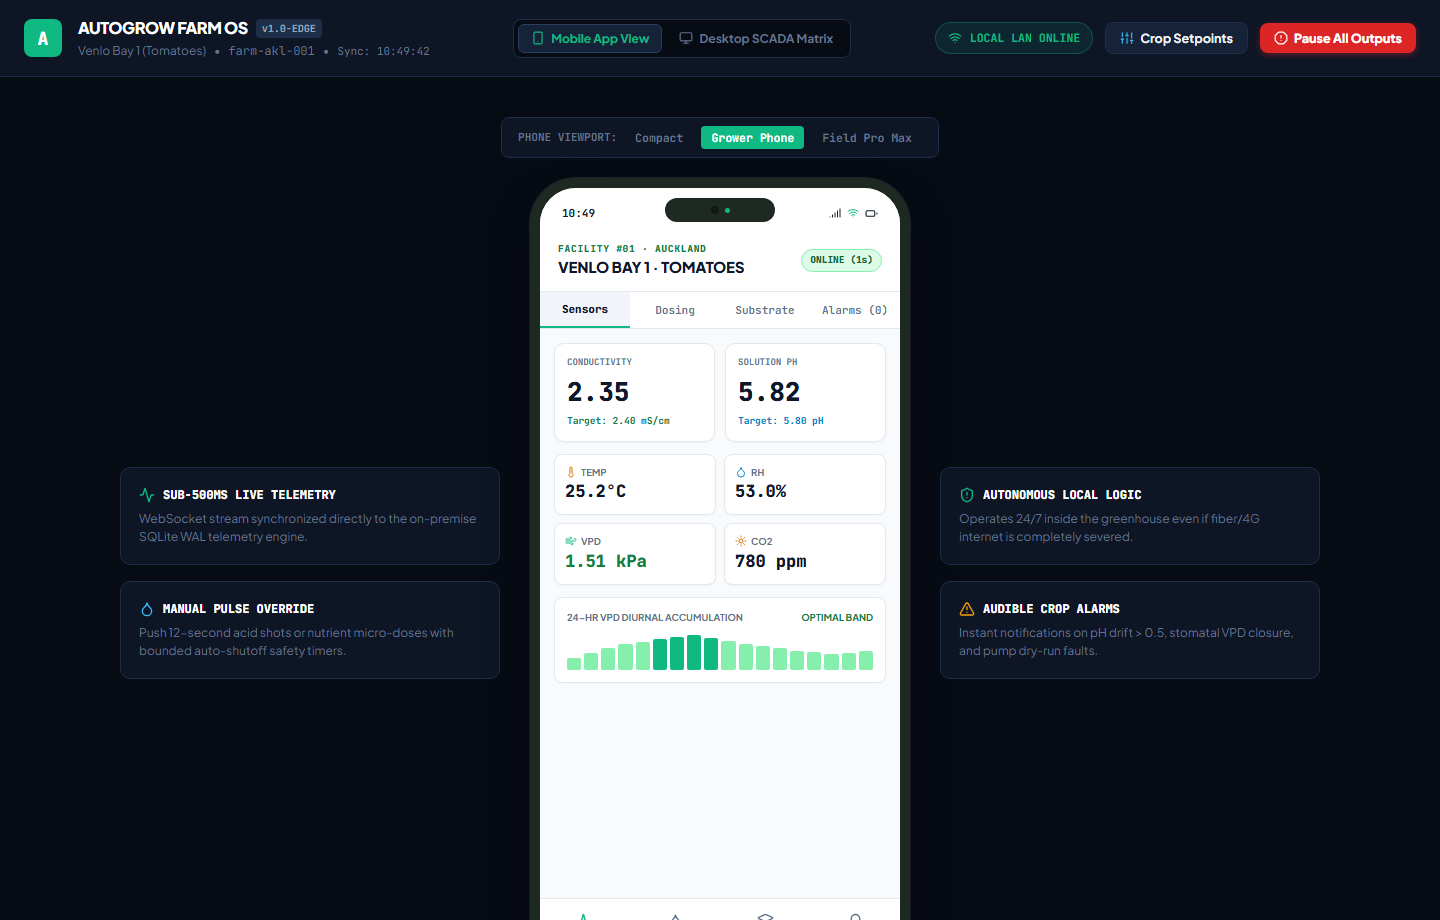 A
AUTOGROW FARM OS v1.0-EDGE
Venlo Bay 1 (Tomatoes) • farm-akl-001 • Sync: 10:49:42
Mobile App View
Desktop SCADA Matrix
LOCAL LAN ONLINE
Crop Setpoints
Pause All Outputs
PHONE VIEWPORT: Compact Grower Phone Field Pro Max
10:49
FACILITY #01 · AUCKLAND
VENLO BAY 1 · TOMATOES
ONLINE (1s)
Sensors Dosing Substrate Alarms (0)
CONDUCTIVITY
2.35
Target: 2.40 mS/cm
SOLUTION PH
5.82
Target: 5.80 pH
TEMP
25.2°C
RH
53.0%
VPD
1.51 kPa
CO2
780 ppm
24-HR VPD DIURNAL ACCUMULATION OPTIMAL BAND
SUB-500MS LIVE TELEMETRY
WebSocket stream synchronized directly to the on-premise
SQLite WAL telemetry engine.
MANUAL PULSE OVERRIDE
Push 12-second acid shots or nutrient micro-doses with
bounded auto-shutoff safety timers.
AUTONOMOUS LOCAL LOGIC
Operates 24/7 inside the greenhouse even if fiber/4G
internet is completely severed.
AUDIBLE CROP ALARMS
Instant notifications on pH drift > 0.5, stomatal VPD closure,
and pump dry-run faults.